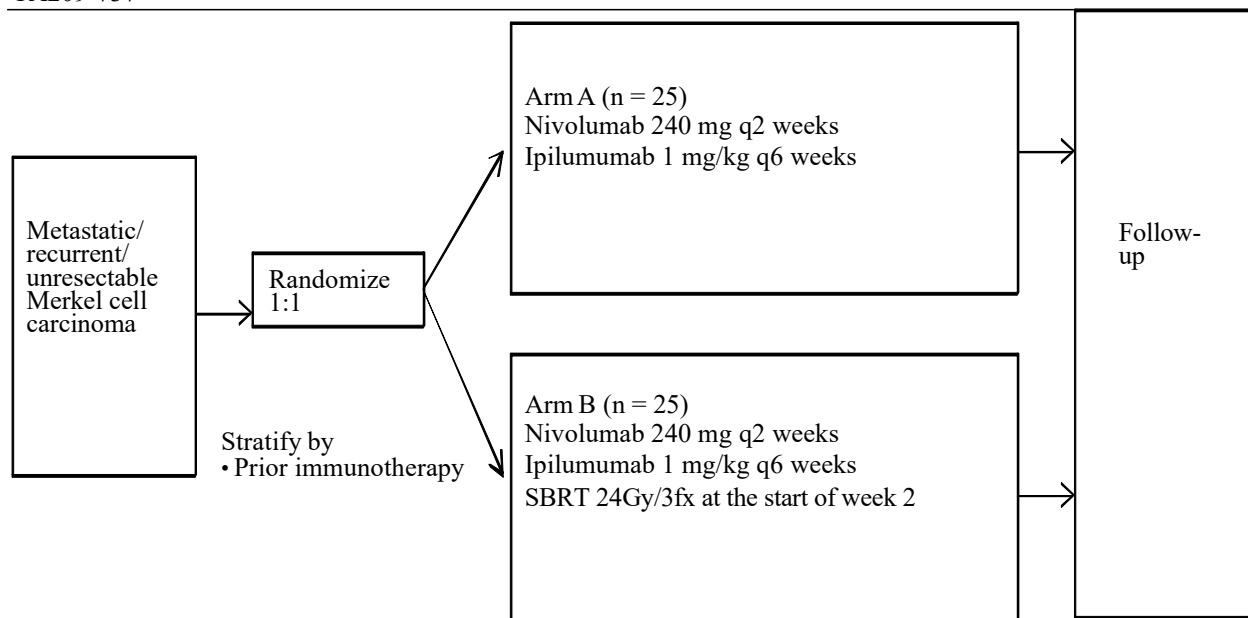 Metastatic/
recurrent/
unresectable
Merkel cell
carcinoma
Randomize
1:1
Stratify by
• Prior immunotherapy
Arm A (n = 25)
Nivolumab 240 mg q2 weeks
Ipilumumab 1 mg/kg q6 weeks
Arm B (n = 25)
Nivolumab 240 mg q2 weeks
Ipilumumab 1 mg/kg q6 weeks
SBRT 24Gy/3fx at the start of week 2
Follow-
up